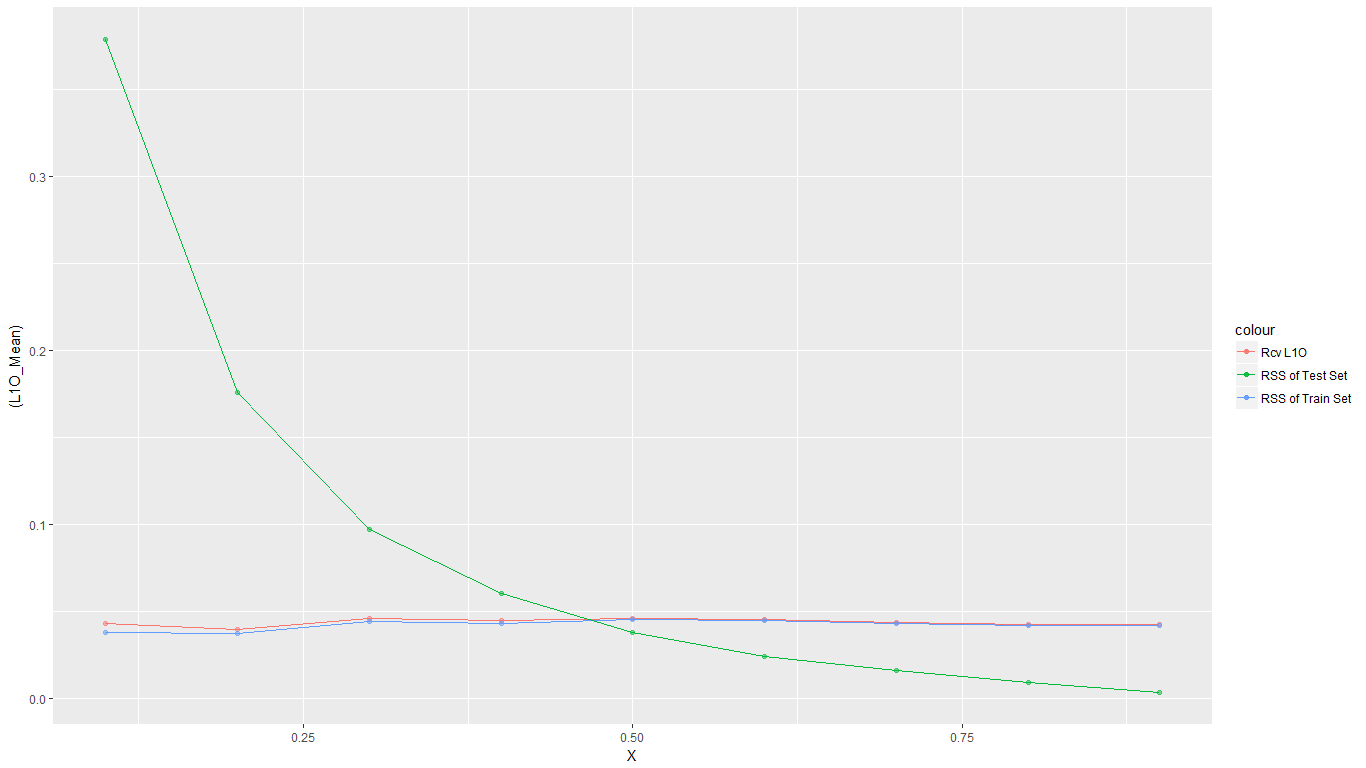 (L1O_Mean)
0.3
0.2
0.1
0.0
0.25
0.50
0.75
X
colour
Rcv L1O
RSS of Test Set
RSS of Train Set